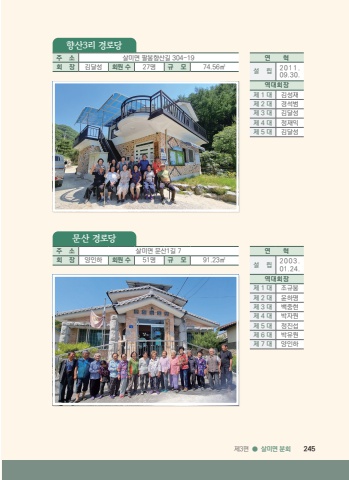 향산3리 경로당
주 소 살미면 팔봉향산길 304-19
회 장 김달성 회원 수 27명 규 모 74.56㎡
연 혁
설 립 2011.
09.30.
역대회장
제 1 대 김성재
제 2 대 경석범
제 3 대 김달성
제 4 대 정재익
제 5 대 김달성
문산 경로당
주 소 살미면 문산1길 7
회 장 양인하 회원 수 51명 규 모 91.23㎡
연 혁
설 립 2003.
01.24.
역대회장
제 1 대 조규봉
제 2 대 윤하명
제 3 대 백종현
제 4 대 박자원
제 5 대 정진섭
제 6 대 박유원
제 7 대 양인하
제3편 ● 살미면 문화 245